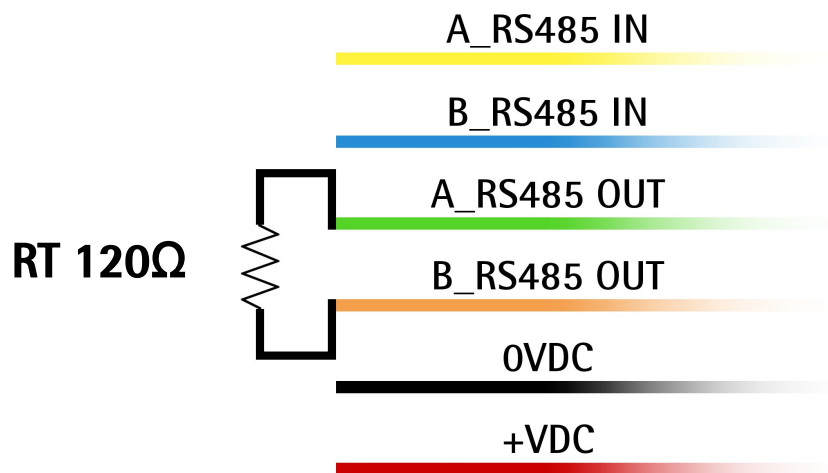 A_RS485 IN
B_RS485 IN
A_RS485 OUT
RT 120Ω
B_RS485 OUT
0VDC
+VDC